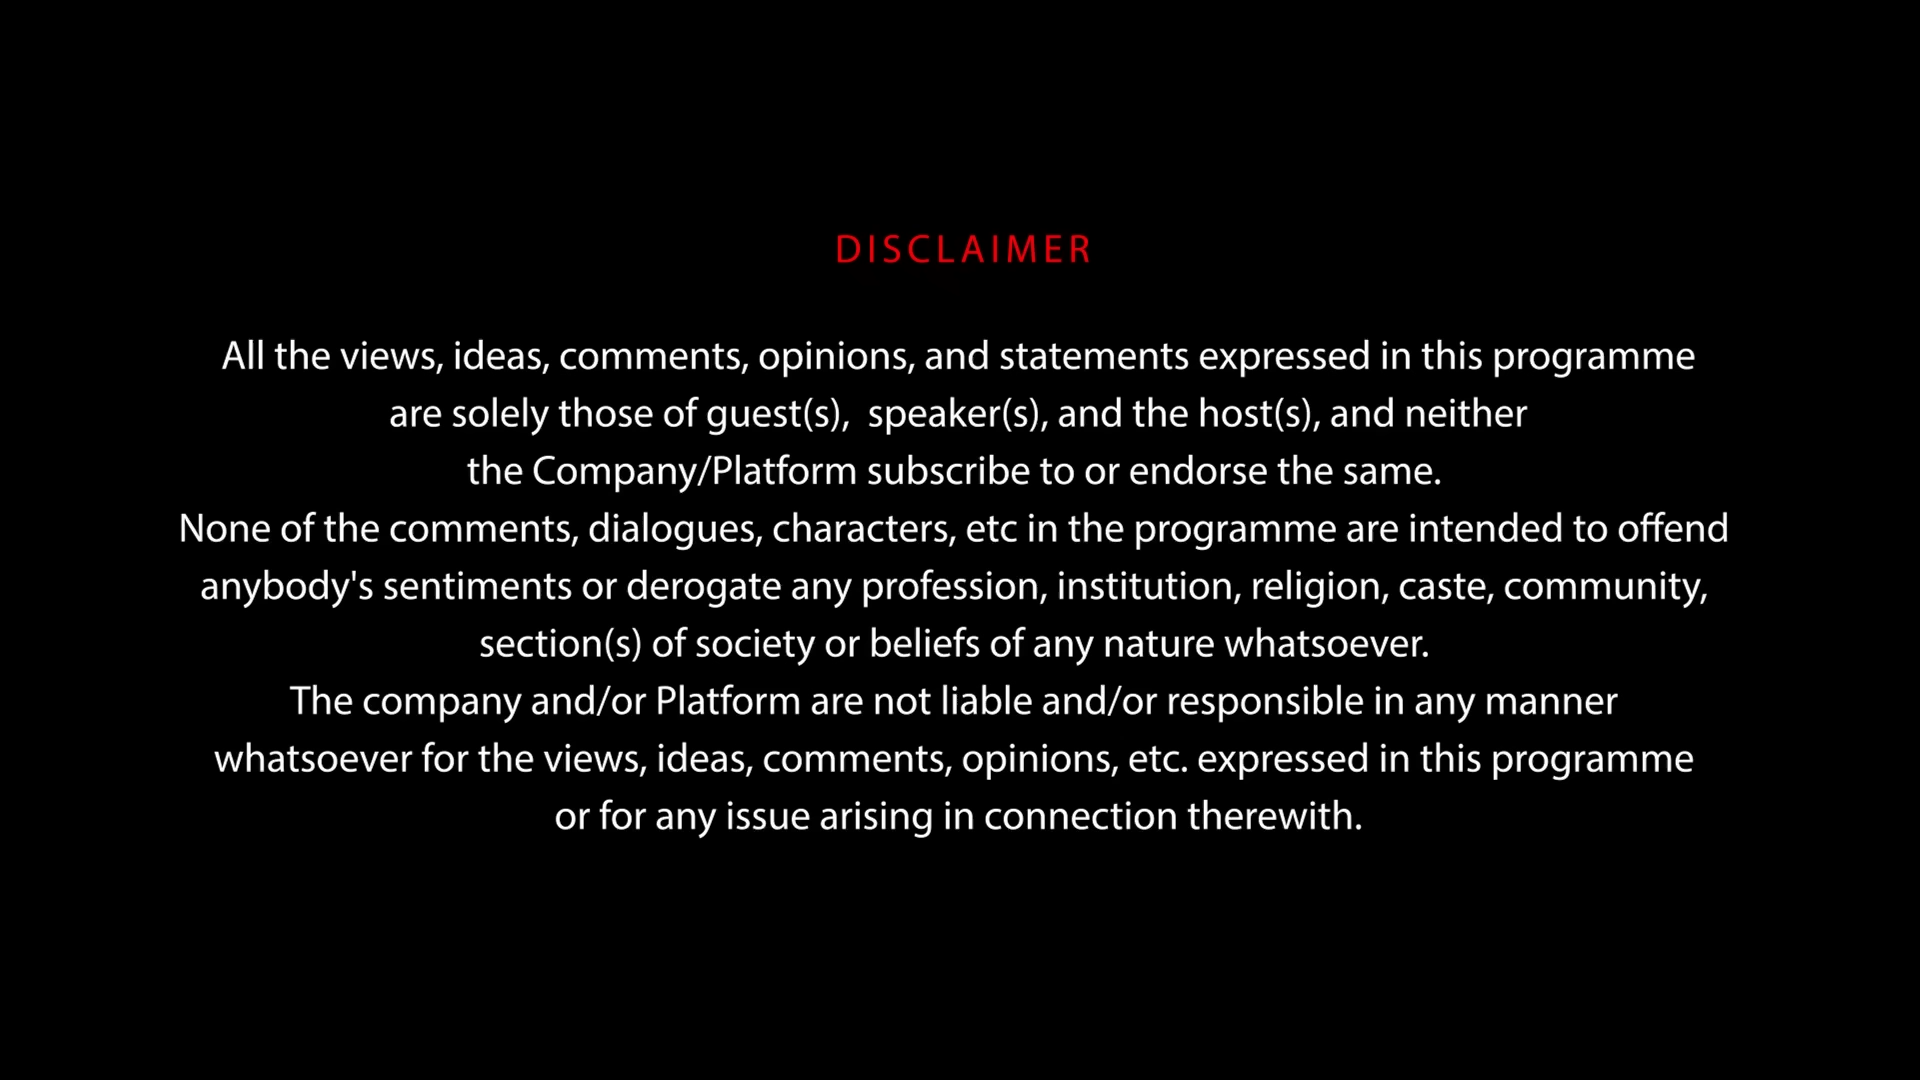 DISCLAIMER
All the views, ideas, comments, opinions, and statements expressed in this programme
are solely those of guest(s),  speaker(s), and the host(s), and neither
the Company/Platform subscribe to or endorse the same.
None of the comments, dialogues, characters, etc in the programme are intended to offend
anybody's sentiments or derogate any profession, institution, religion, caste, community,
section(s) of society or beliefs of any nature whatsoever.
The company and/or Platform are not liable and/or responsible in any manner
whatsoever for the views, ideas, comments, opinions, etc. expressed in this programme
or for any issue arising in connection therewith.